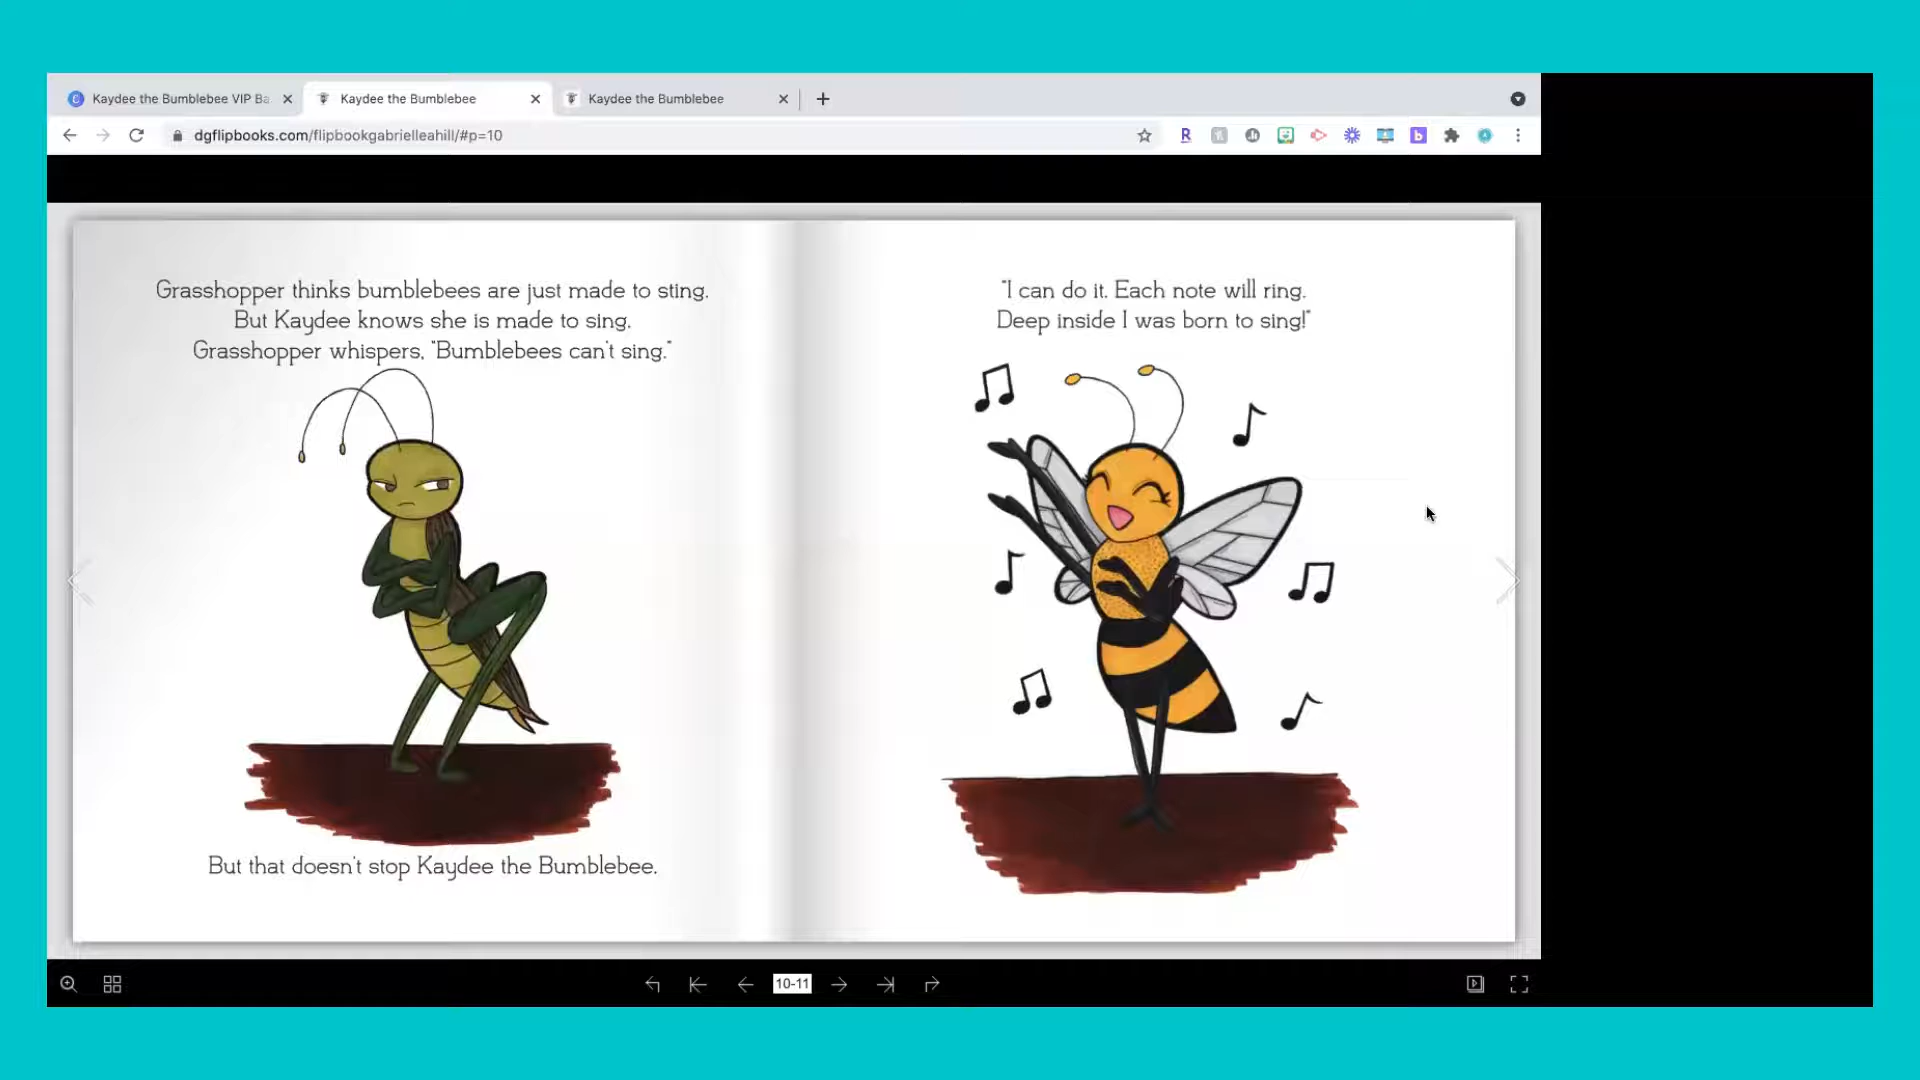 Kaydee the Bumblebee VIP Ba
Kaydee the Bumblebee
Kaydee the Bumblebee
dgflipbooks.com/flipbookgabrielleahill/#p=10
Grasshopper thinks bumblebees are just made to sting.
But Kaydee knows she is made to sing.
Grasshopper whispers, "Bumblebees can't sing."
But that doesn't stop Kaydee the Bumblebee.
"I can do it. Each note will ring.
Deep inside I was born to sing!"
10-11